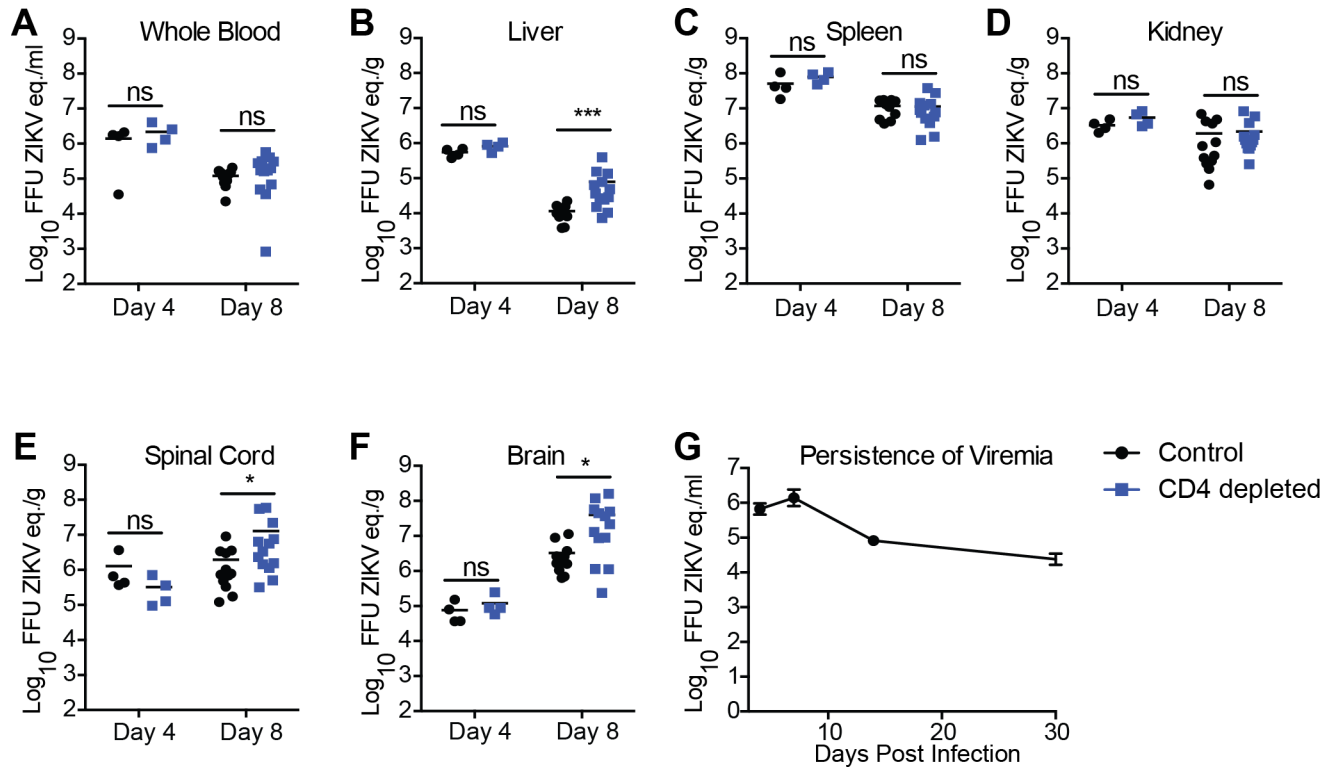 A
Whole Blood
Log10 FFU ZIKV eq./ml
9
8
7
6
5
4
3
2
ns
ns
Day 4
Day 8
B
Liver
Log10 FFU ZIKV eq./g
9
8
7
6
5
4
3
2
ns
***
Day 4
Day 8
C
Spleen
Log10 FFU ZIKV eq./g
9
8
7
6
5
4
3
2
ns
ns
Day 4
Day 8
D
Kidney
Log10 FFU ZIKV eq./g
9
8
7
6
5
4
3
2
ns
ns
Day 4
Day 8
E
Spinal Cord
Log10 FFU ZIKV eq./g
9
8
7
6
5
4
3
2
ns
*
Day 4
Day 8
F
Brain
Log10 FFU ZIKV eq./g
9
8
7
6
5
4
3
2
ns
*
Day 4
Day 8
G
Persistence of Viremia
Log10 FFU ZIKV eq./ml
7
6
5
4
3
2
1
0
10
20
30
Days Post Infection
Control
CD4 depleted